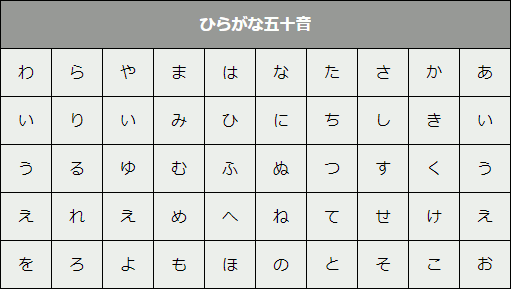 ひらがな五十音
わ ら や ま は な た さ か あ
い り い み ひ に ち し き い
う る ゆ む ふ ぬ つ す く う
え れ え め へ ね て せ け え
を ろ よ も ほ の と そ こ お